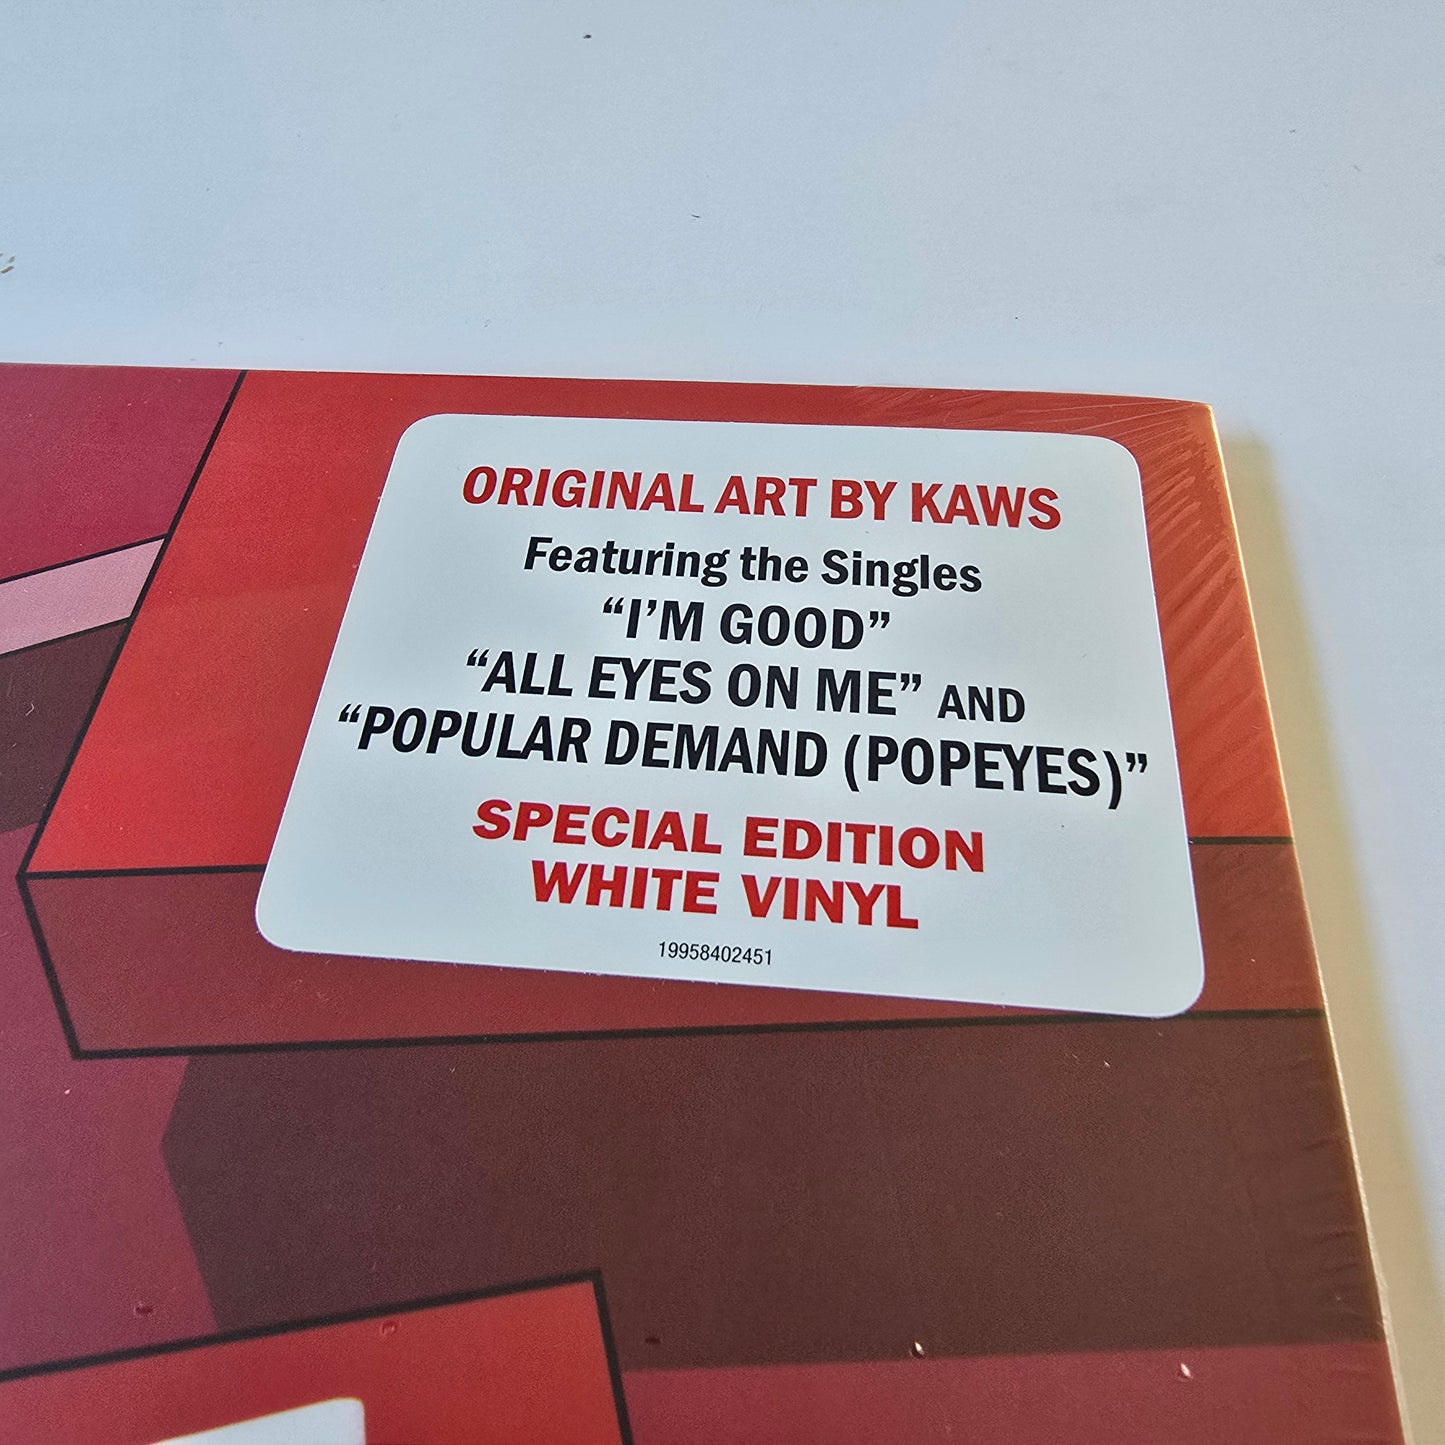 ORIGINAL ART BY KAWS
Featuring the Singles
“I’M GOOD”
“ALL EYES ON ME” AND
“POPULAR DEMAND (POPEYES)”
SPECIAL EDITION
WHITE VINYL
19958402451